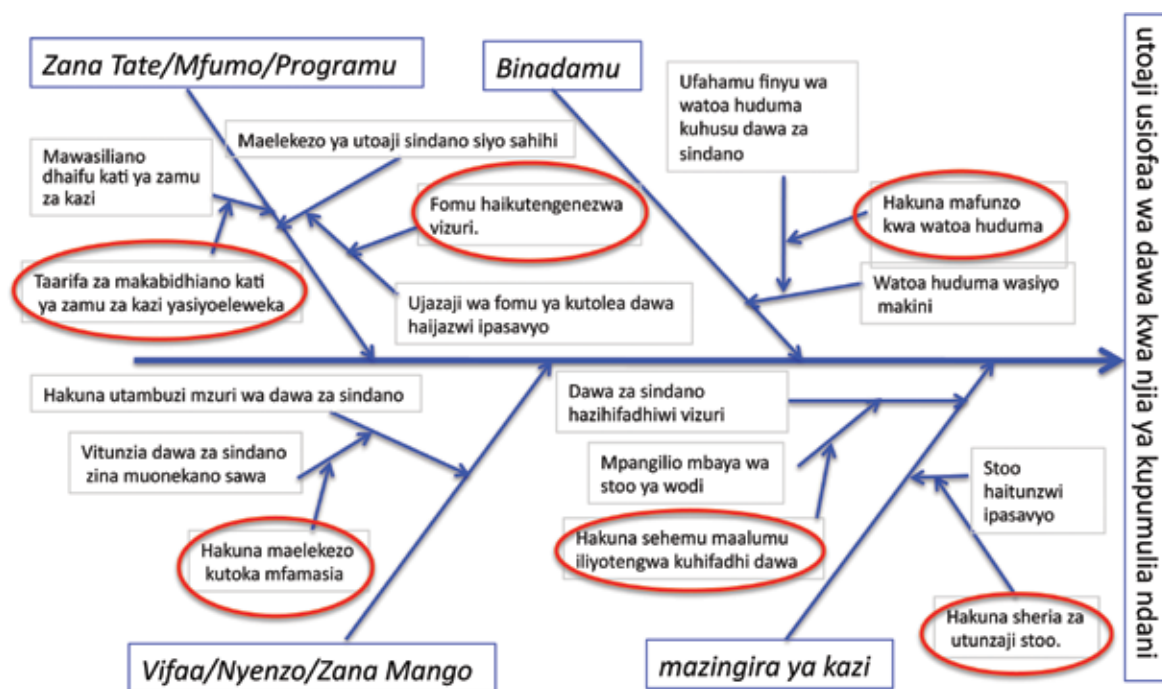 Zana Tate/Mfumo/Programu
Binadamu
Maelekezo ya utoaji sindano siyo sahihi
Mawasiliano
dhaifu kati ya zamu
za kazi
Fomu haikutengenezwa
vizuri.
Taarifa za makabidhiano kati
ya zamu za kazi yasiyoeleweka
Ujazaji wa fomu ya kutolea dawa
haijazwi ipasavyo
Ufahamu finyu wa
watoa huduma
kuhusu dawa za
sindano
Hakuna mafunzo
kwa watoa huduma
Watoa huduma wasiyo
makini
Hakuna utambuzi mzuri wa dawa za sindano
Vitunzia dawa za sindano
zina muonekano sawa
Hakuna maelekezo
kutoka mfamasia
Dawa za sindano
hazihifadhiwi vizuri
Mpangilio mbaya wa
stoo ya wodi
Hakuna sehemu maalumu
iliyotengwa kuhifadhi dawa
Stoo
haitunzwi
ipasavyo
Hakuna sheria za
utunzaji stoo.
Vifaa/Nyenzo/Zana Mango
mazingira ya kazi
utoaji usiofaa wa dawa kwa njia ya kupumulia ndani